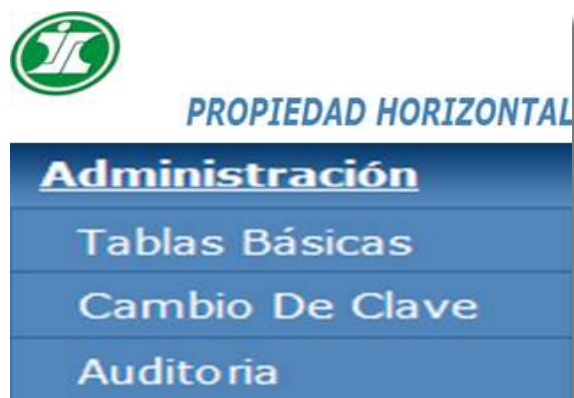 PROPIEDAD HORIZONTAL
Administración
Tablas Básicas
Cambio De Clave
Auditoria